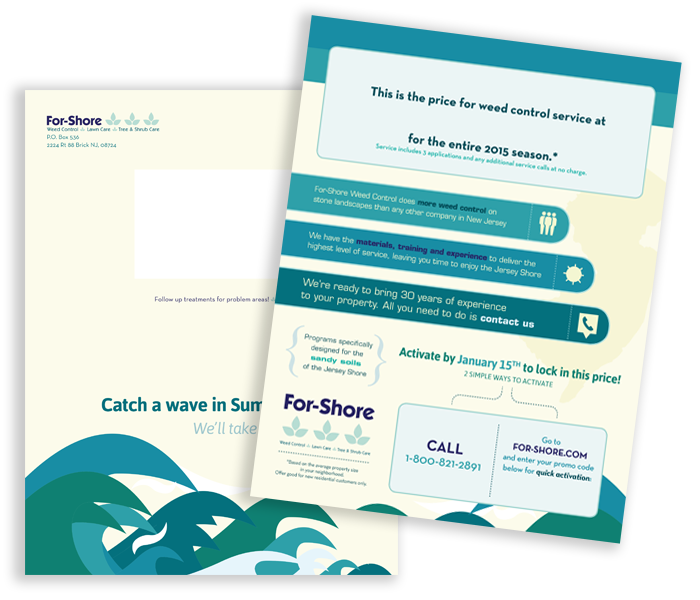 For-Shore
Weed Control Lawn Care Tree & Shrub Care
P.O. Box 536
2224 Rt 88 Brick NJ, 08724
Follow up treatments for problem areas!
Catch a wave in Sum
We'll take
This is the price for weed control service at
for the entire 2015 season.*
Service includes 3 applications and any additional service calls at no charge.
For-Shore Weed Control does more weed control on
stone landscapes than any other company in New Jersey
We have the materials, training and experience to deliver the
highest level of service, leaving you time to enjoy the Jersey Shore
We're ready to bring 30 years of experience
to your property. All you need to do is contact us
Programs specifically
designed for the
sandy soils
of the Jersey Shore
Activate by January 15TH to lock in this price!
2 SIMPLE WAYS TO ACTIVATE
For-Shore
Weed Control Lawn Care Tree & Shrub Care
*Based on the average property size
in your neighborhood.
Offer good for new residential customers only
CALL
1-800-821-2891
Go to
FOR-SHORE.COM
and enter your promo code
below for quick activation: